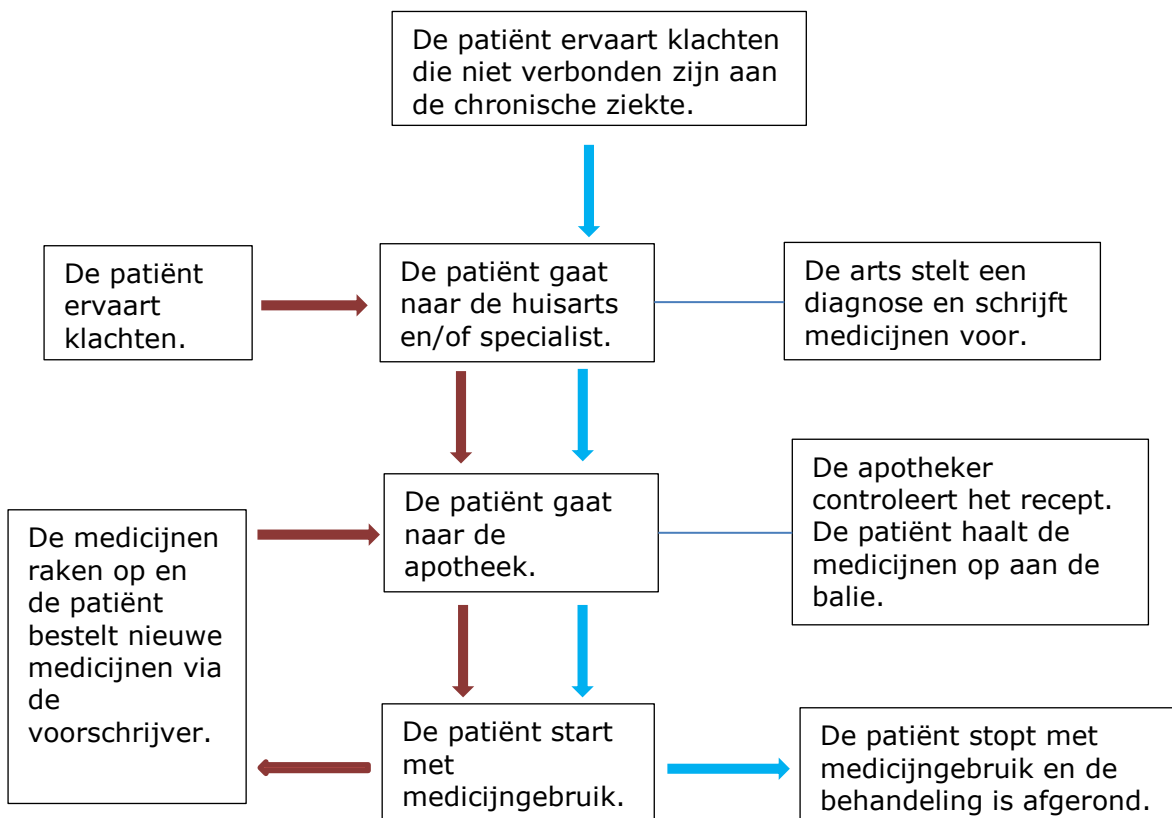 De patiënt ervaart klachten
die niet verbonden zijn aan
de chronische ziekte.
De patiënt
ervaart
klachten.
De patiënt gaat
naar de huisarts
en/of specialist.
De arts stelt een
diagnose en schrijft
medicijnen voor.
De medicijnen
raken op en
de patiënt
bestelt nieuwe
medicijnen via
de
voorschrijver.
De patiënt gaat
naar de
apotheek.
De apotheker
controleert het recept.
De patiënt haalt de
medicijnen op aan de
balie.
De patiënt start
met
medicijngebruik.
De patiënt stopt met
medicijngebruik en de
behandeling is afgerond.